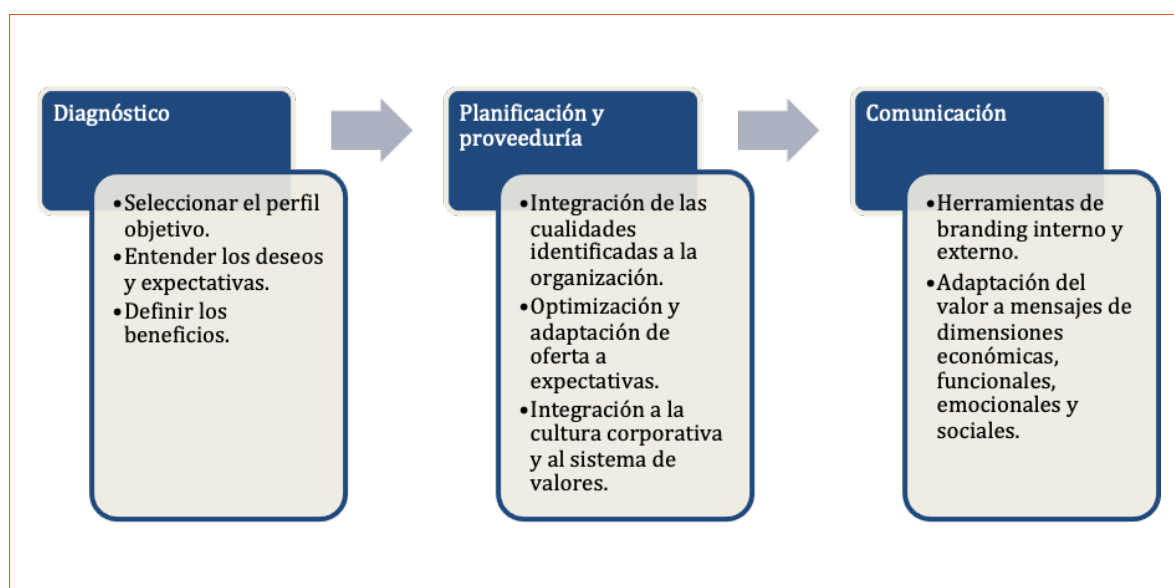 Diagnóstico
•Seleccionar el perfil
objetivo.
•Entender los deseos
y expectativas.
•Definir los
beneficios.
Planificación y
proveeduría
•Integración de las
cualidades
identificadas a la
organización.
•Optimización y
adaptación de
oferta a
expectativas.
•Integración a la
cultura corporativa
y al sistema de
valores.
Comunicación
•Herramientas de
branding interno y
externo.
•Adaptación del
valor a mensajes de
dimensiones
económicas,
funcionales,
emocionales y
sociales.